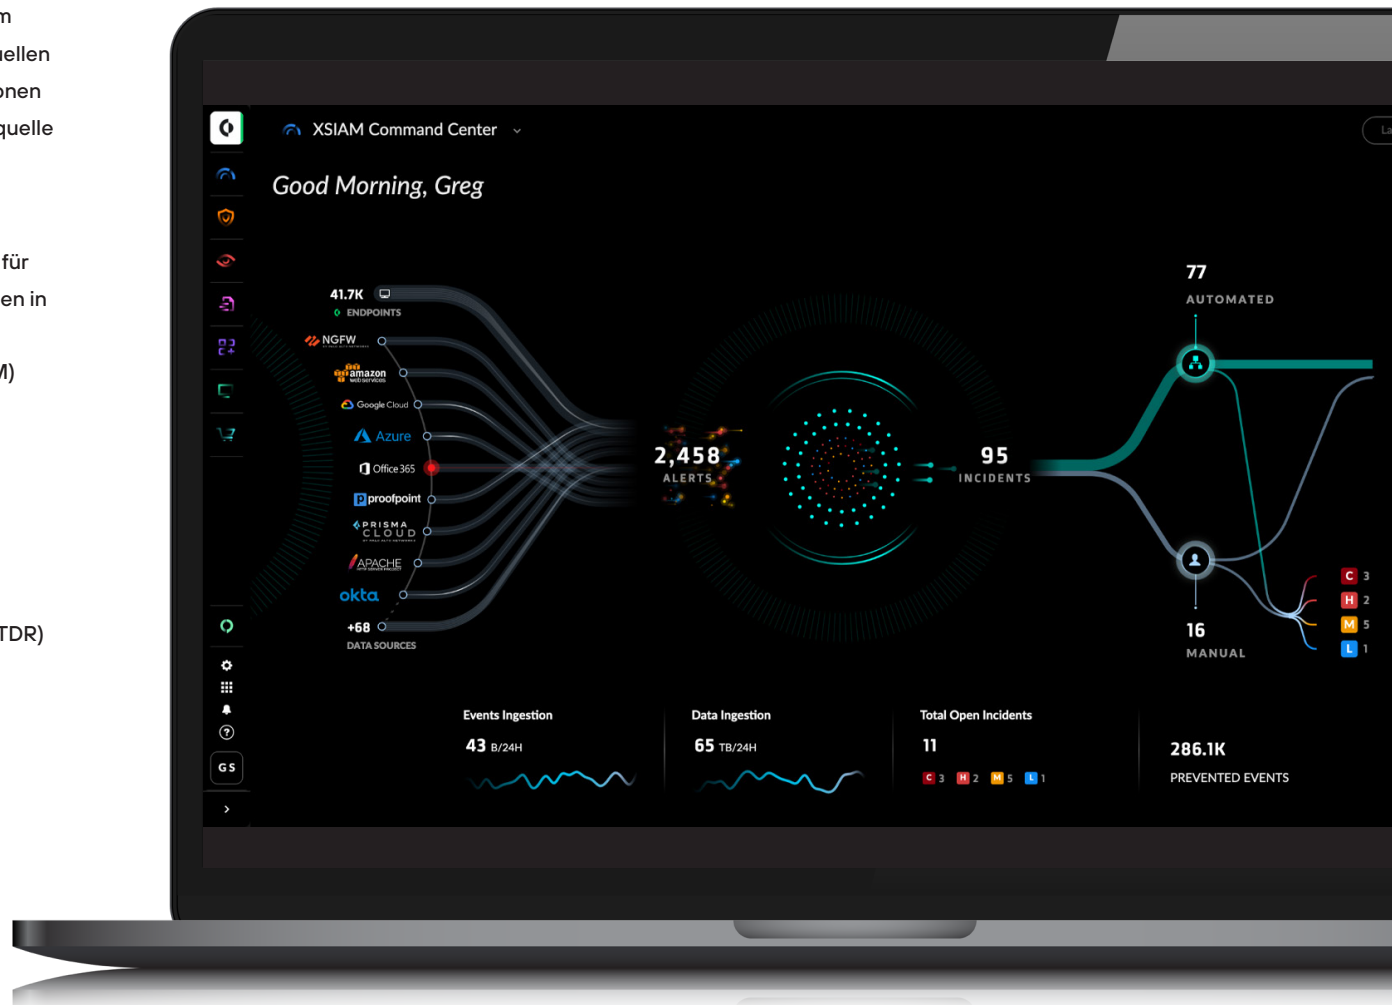 m
uellen
onen
quelle
für
en in
M)
TDR)
XSIAM Command Center
La
Good Morning, Greg
41.7K
ENDPOINTS
NGFW
amazon
web services
Google Cloud
Azure
Office 365
proofpoint
PRISMA
CLOUD
APACHE
okta
+68
DATA SOURCES
2,458
ALERTS
95
INCIDENTS
77
AUTOMATED
16
MANUAL
C 3
H 2
M 5
L 1
Events Ingestion
43 B/24H
Data Ingestion
65 TB/24H
Total Open Incidents
11
C 3 H 2 M 5 L 1
286.1K
PREVENTED EVENTS
GS